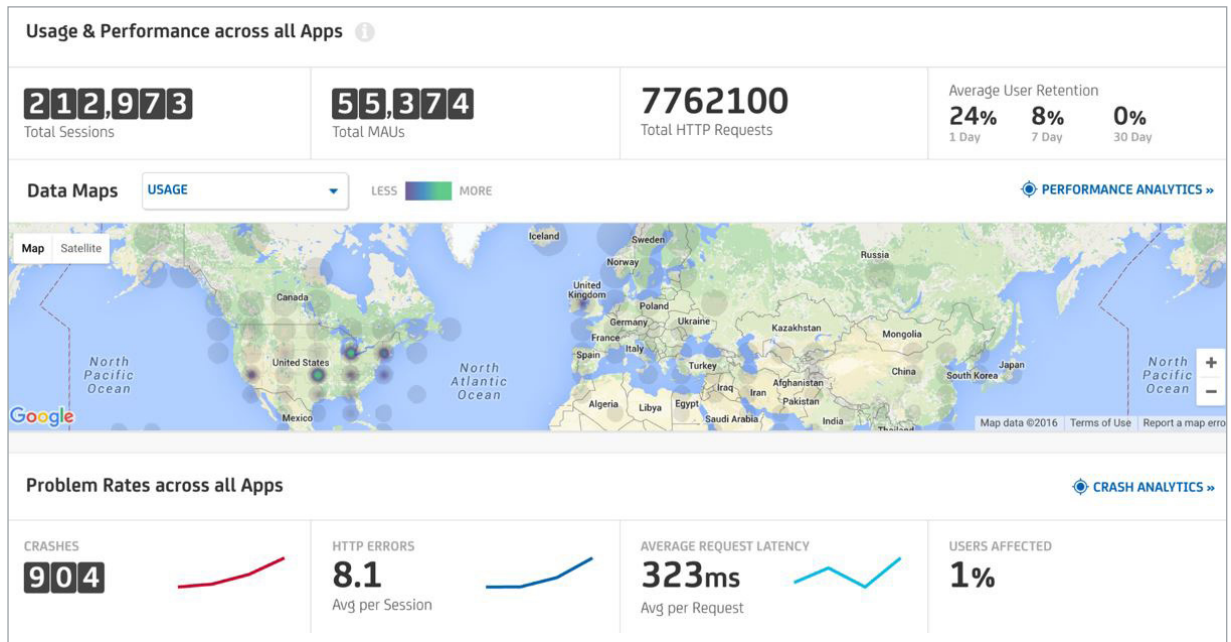 Usage & Performance across all Apps
212,973
Total Sessions
55,374
Total MAUs
7762100
Total HTTP Requests
Average User Retention
24% 8% 0%
1 Day 7 Day 30 Day
Data Maps
USAGE
LESS MORE
PERFORMANCE ANALYTICS »
Map Satellite
Iceland
Sweden
Norway
Russia
United
Kingdom
Canada
Poland
Germany
Ukraine
Kazakhstan
Mongolia
France
Italy
Spain
United States
Turkey
China
Japan
South Korea
North
Pacific
Ocean
North
Atlantic
Ocean
North
Pacific
Ocean
+
−
Iraq
Iran
Afghanistan
Pakistan
Algeria
Libya
Egypt
Saudi Arabia
India
Thailand
Mexico
Google
Map data ©2016 Terms of Use Report a map erro
Problem Rates across all Apps
CRASH ANALYTICS »
CRASHES
904
HTTP ERRORS
8.1
Avg per Session
AVERAGE REQUEST LATENCY
323ms
Avg per Request
USERS AFFECTED
1%